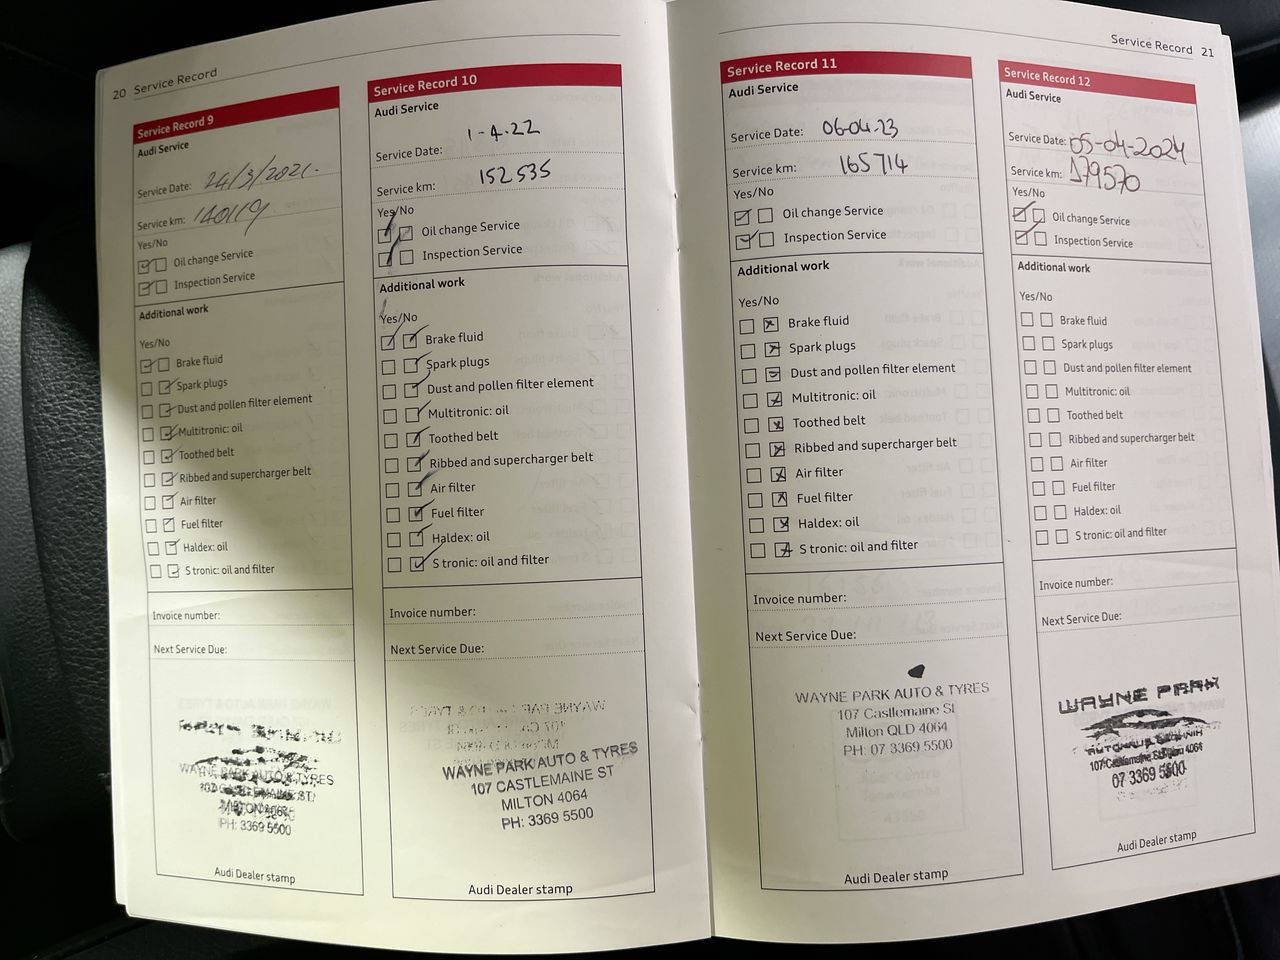 20 Service Record
Service Record 9
Audi Service
Service Date: 24/3/2021.
Service km: 140119
Yes/No
Oil change Service
Inspection Service
Additional work
Yes/No
Brake fluid
Spark plugs
Dust and pollen filter element
Multitronic: oil
Toothed belt
Ribbed and supercharger belt
Air filter
Fuel filter
Haldex: oil
S tronic: oil and filter
Invoice number:
Next Service Due:
WAYNE PARK AUTO & TYRES
107 CASTLEMAINE ST
MILTON 4064
PH: 3369 5500
Audi Dealer stamp
Service Record 10
Audi Service
Service Date: 1-4.22
Service km: 152535
Yes/No
Oil change Service
Inspection Service
Additional work
Yes/No
Brake fluid
Spark plugs
Dust and pollen filter element
Multitronic: oil
Toothed belt
Ribbed and supercharger belt
Air filter
Fuel filter
Haldex: oil
S tronic: oil and filter
Invoice number:
Next Service Due:
WAYNE PARK AUTO & TYRES
107 CASTLEMAINE ST
MILTON 4064
PH: 3369 5500
Audi Dealer stamp
Service Record 21
Service Record 11
Audi Service
Service Date: 06-04-23
Service km: 165714
Yes/No
Oil change Service
Inspection Service
Additional work
Yes/No
Brake fluid
Spark plugs
Dust and pollen filter element
Multitronic: oil
Toothed belt
Ribbed and supercharger belt
Air filter
Fuel filter
Haldex: oil
S tronic: oil and filter
Invoice number:
Next Service Due:
WAYNE PARK AUTO & TYRES
107 Castlemaine St
Milton QLD 4064
PH: 07 3369 5500
Audi Dealer stamp
Service Record 12
Audi Service
Service Date: 05-04-2024
Service km: 179570
Yes/No
Oil change Service
Inspection Service
Additional work
Yes/No
Brake fluid
Spark plugs
Dust and pollen filter element
Multitronic: oil
Toothed belt
Ribbed and supercharger belt
Air filter
Fuel filter
Haldex: oil
S tronic: oil and filter
Invoice number:
Next Service Due:
WAYNE PARK
107 Castlemaine St Milton 4064
07 3369 5500
Audi Dealer stamp